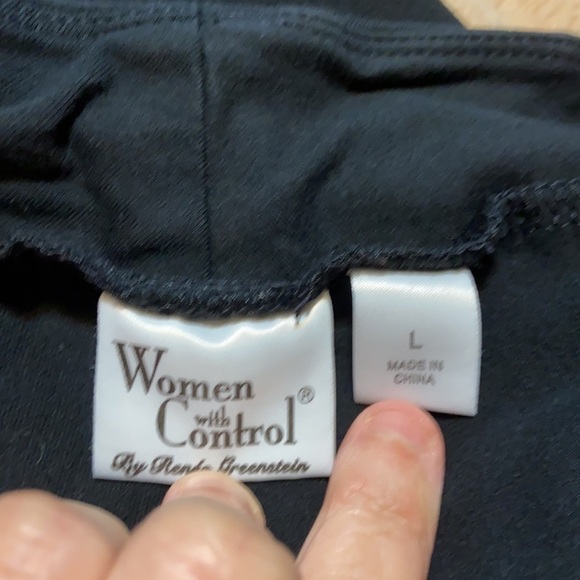 Women
with
Control®
By Renée Greenstein
L
MADE IN
CHINA